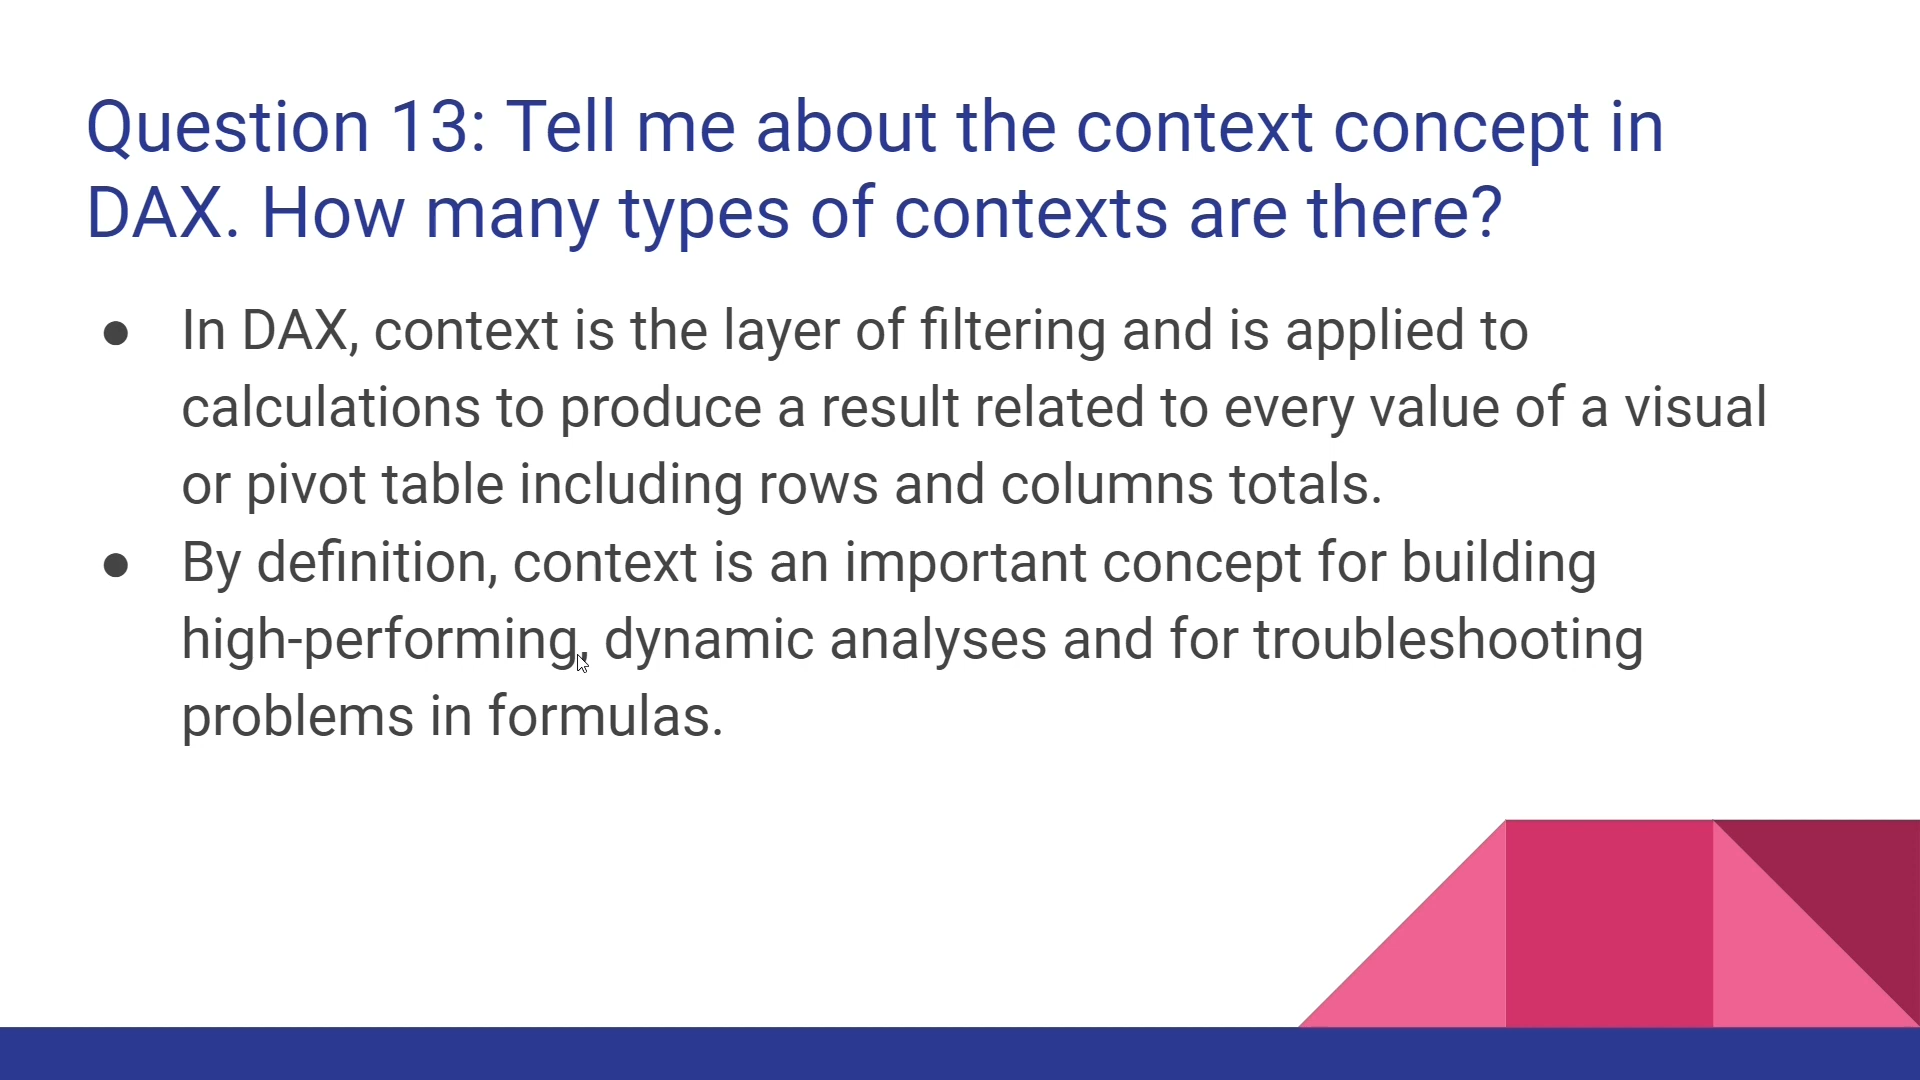 Question 13: Tell me about the context concept in
DAX. How many types of contexts are there?
● In DAX, context is the layer of filtering and is applied to
calculations to produce a result related to every value of a visual
or pivot table including rows and columns totals.
● By definition, context is an important concept for building
high-performing, dynamic analyses and for troubleshooting
problems in formulas.